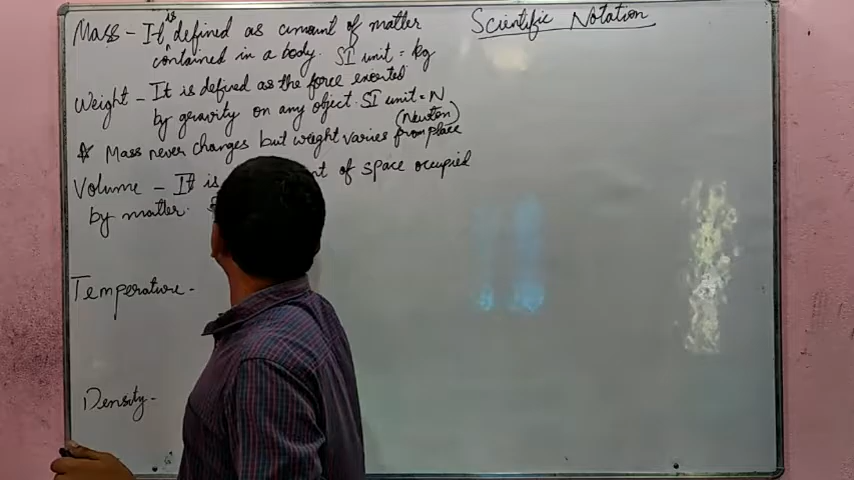 Mass - It is defined as amount of matter
contained in a body. SI unit = kg
Weight - It is defined as the force exerted
by gravity on any object. SI unit = N
(Newton)
☆ Mass never changes but weight varies from place
Volume - It is of space occupied
by matter.
Temperature -
Density -
Scientific Notation